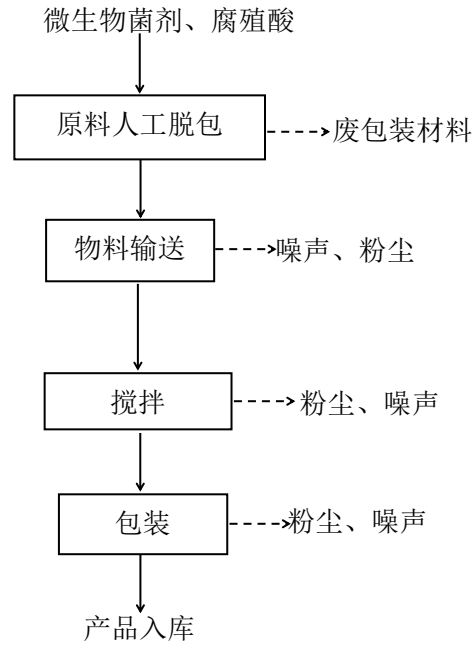 微生物菌剂、腐殖酸
原料人工脱包
废包装材料
物料输送
噪声、粉尘
搅拌
粉尘、噪声
包装
粉尘、噪声
产品入库